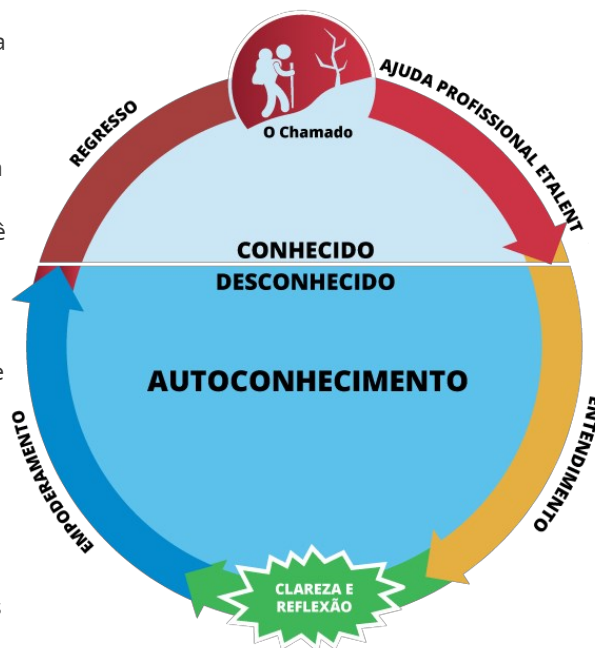 a
REGRESSO
O Chamado
AJUDA PROFISSIONAL ETALENT
ê
CONHECIDO
DESCONHECIDO
AUTOCONHECIMENTO
e
ENTENDIMENTO
EMPODERAMENTO
CLAREZA E
REFLEXÃO
s